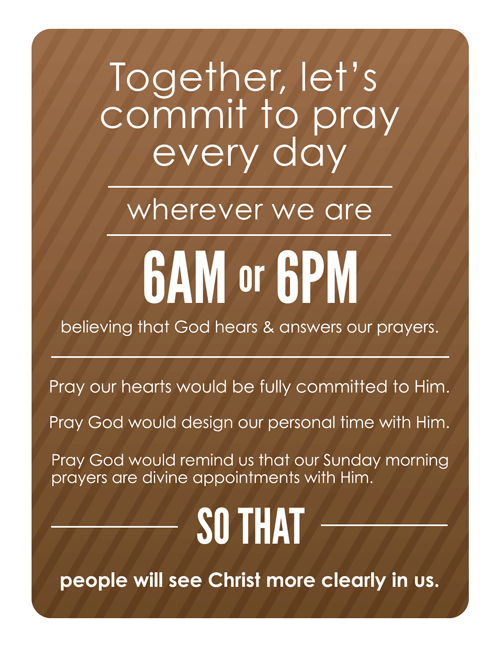 Together, let's
commit to pray
every day
wherever we are
6AM or 6PM
believing that God hears & answers our prayers.
Pray our hearts would be fully committed to Him.
Pray God would design our personal time with Him.
Pray God would remind us that our Sunday morning
prayers are divine appointments with Him.
SO THAT
people will see Christ more clearly in us.